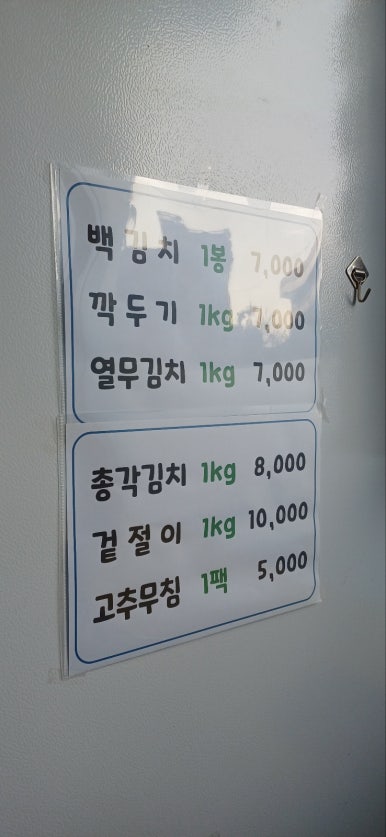 백김치 1봉 7,000
깍두기 1kg 7,000
열무김치 1kg 7,000
총각김치 1kg 8,000
겉절이 1kg 10,000
고추무침 1팩 5,000